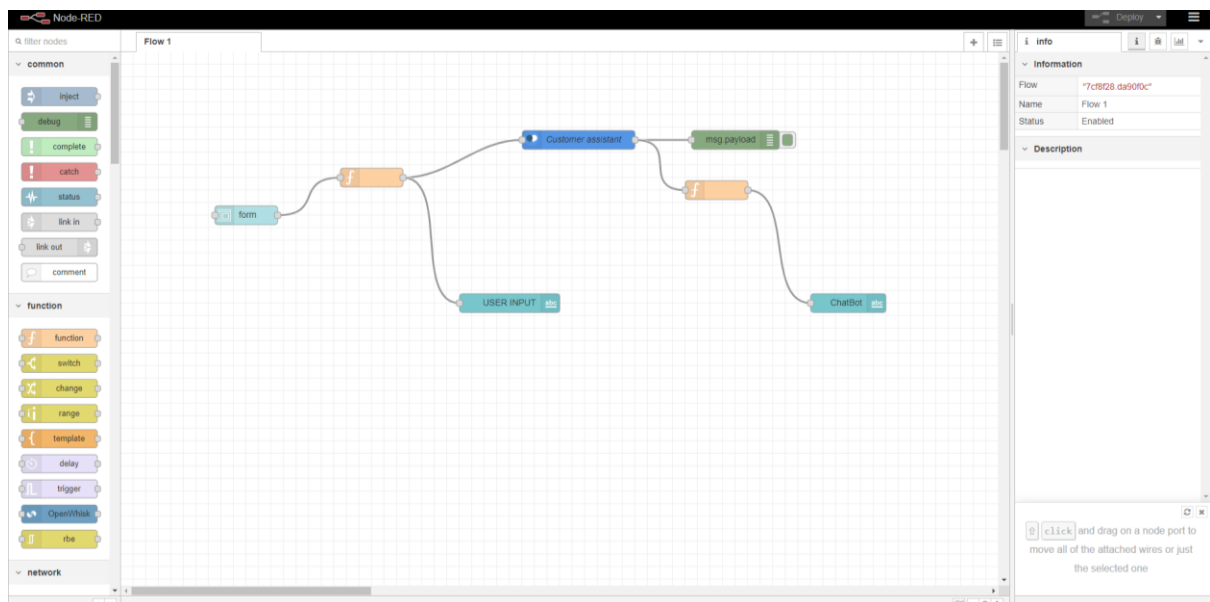 Node-RED
Deploy
filter nodes
Flow 1
i info
common
Information
Flow "7cf8f28.da90f0c"
Name Flow 1
Status Enabled
Description
inject
debug
complete
catch
status
link in
link out
comment
function
function
switch
change
range
template
delay
trigger
OpenWhisk
rbe
network
Customer assistant
msg.payload
f
f
form
USER INPUT abc
ChatBot abc
click and drag on a node port to
move all of the attached wires or just
the selected one